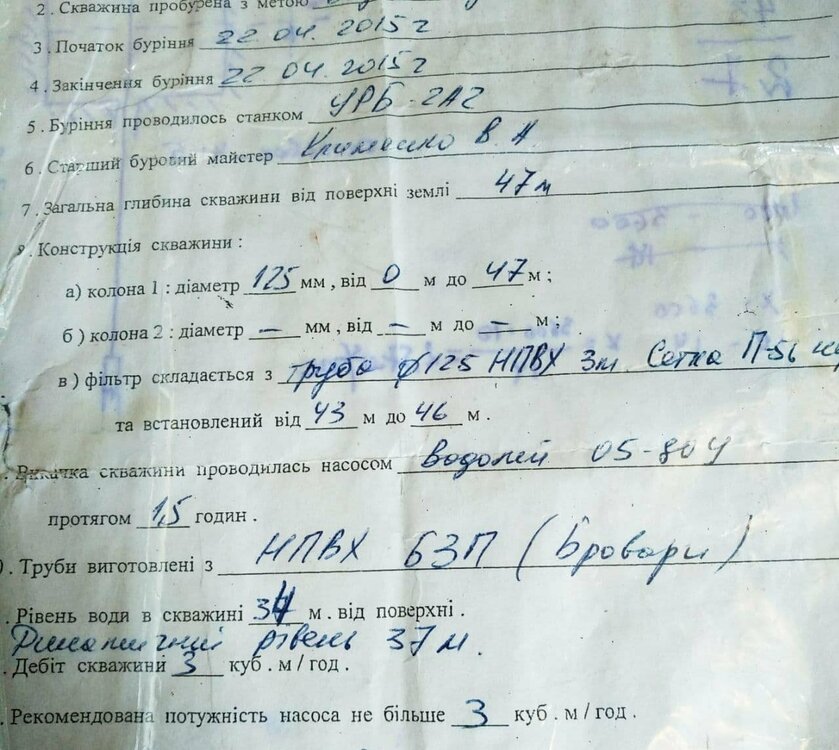 2. Скважина пробурена з метою
3. Початок буріння 22 04. 2015 г
4. Закінчення буріння 22 04. 2015 г
5. Буріння проводилось станком УРБ-2А2
6. Старший буровий майстер В. А
7. Загальна глибина скважини від поверхні землі 47м
8. Конструкція скважини :
а) колона 1 : діаметр 125 мм, від 0 м до 47 м ;
б) колона 2 : діаметр – мм, від – м до – м ;
в) фільтр складається з труба ф125 НПВХ 3м. Сетка П-56
та встановлений від 43 м до 46 м .
. Викачка скважини проводилась насосом Водолей 05-80У
протягом 1,5 годин .
. Труби виготовлені з НПВХ БЗП (Бровари)
. Рівень води в скважині 34 м . від поверхні .
Динамичний рівень 37 м.
. Дебіт скважини 3 куб . м / год .
. Рекомендована потужність насоса не більше 3 куб . м / год .